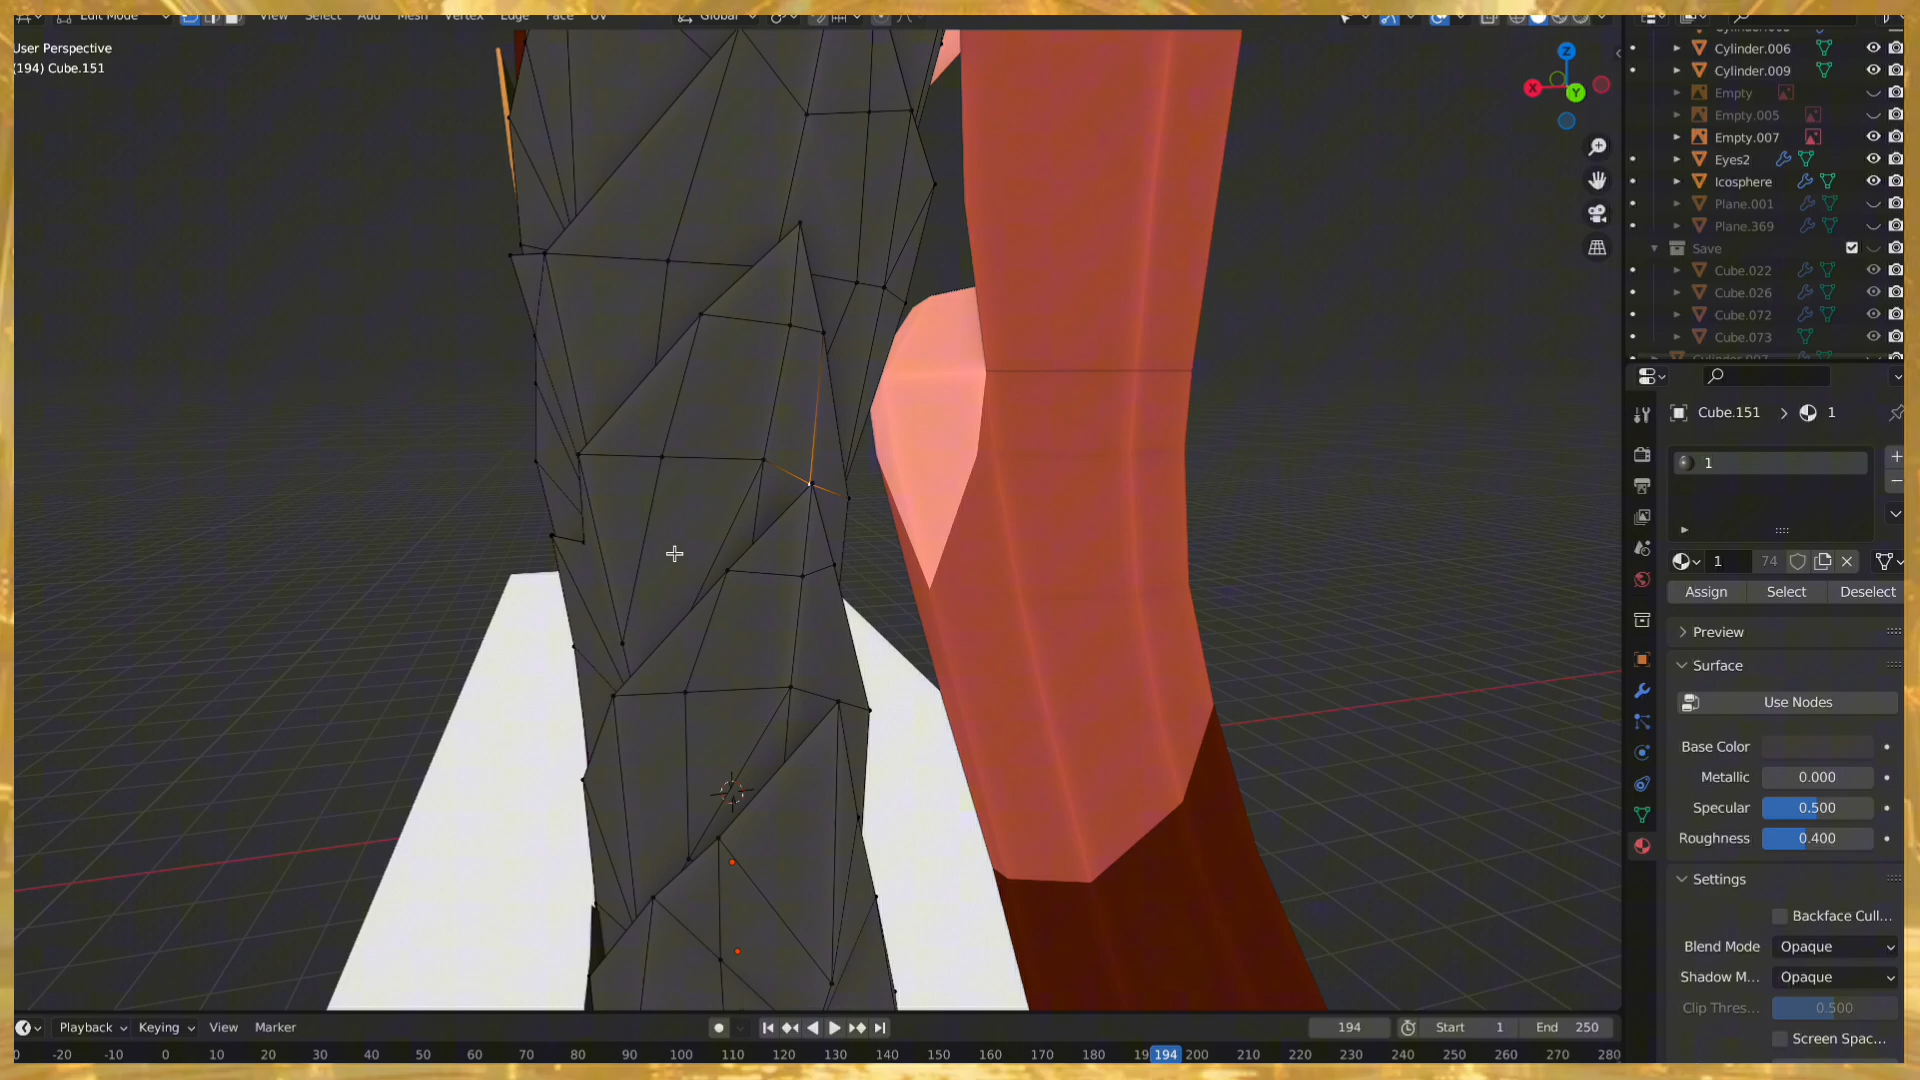 Edit Mode View Select Add Mesh Vertex Edge Face UV Global
User Perspective
(194) Cube.151
Z
X
Y
Cylinder.006
Cylinder.009
Empty
Empty.005
Empty.007
Eyes2
Icosphere
Plane.001
Plane.369
Save
Cube.022
Cube.026
Cube.072
Cube.073
Cube.151 > 1
1
1 74
Assign Select Deselect
Preview
Surface
Use Nodes
Base Color
Metallic 0.000
Specular 0.500
Roughness 0.400
Settings
Backface Cull...
Blend Mode Opaque
Shadow M... Opaque
Clip Thres... 0.500
Screen Spac...
Playback Keying View Marker 194 Start 1 End 250
-20 -10 0 10 20 30 40 50 60 70 80 90 100 110 120 130 140 150 160 170 180 19 194 200 210 220 230 240 250 260 270 280